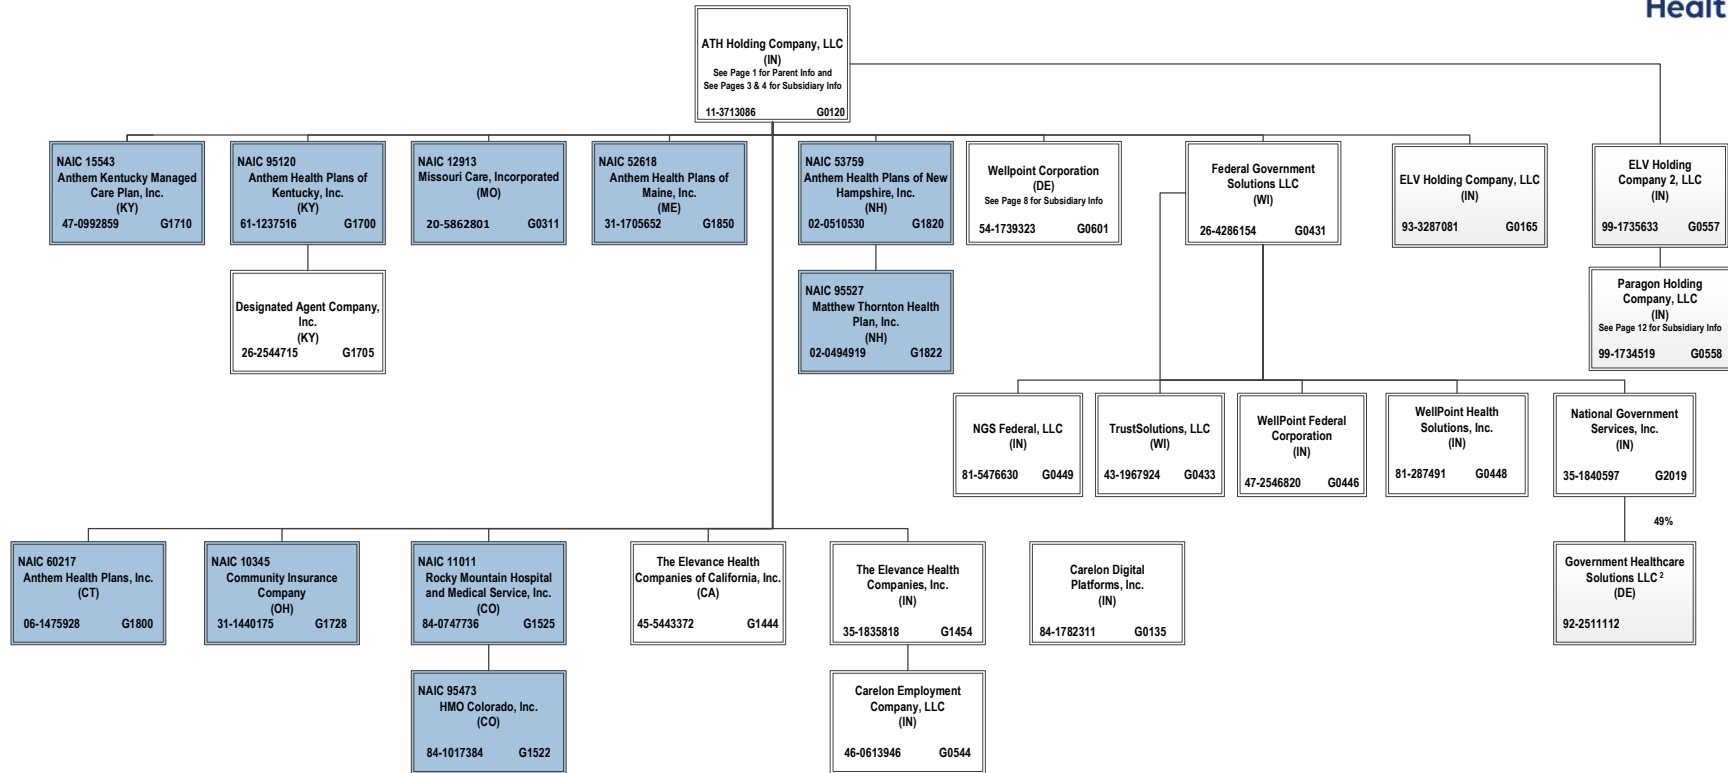 Healt
ATH Holding Company, LLC
(IN)
See Page 1 for Parent Info and
See Pages 3 & 4 for Subsidiary Info
11-3713086 G0120
NAIC 15543
Anthem Kentucky Managed
Care Plan, Inc.
(KY)
47-0992859 G1710
NAIC 95120
Anthem Health Plans of
Kentucky, Inc.
(KY)
61-1237516 G1700
NAIC 12913
Missouri Care, Incorporated
(MO)
20-5862801 G0311
NAIC 52618
Anthem Health Plans of
Maine, Inc.
(ME)
31-1705652 G1850
NAIC 53759
Anthem Health Plans of New
Hampshire, Inc.
(NH)
02-0510530 G1820
Wellpoint Corporation
(DE)
See Page 8 for Subsidiary Info
54-1739323 G0601
Federal Government
Solutions LLC
(WI)
26-4286154 G0431
ELV Holding Company, LLC
(IN)
93-3287081 G0165
ELV Holding
Company 2, LLC
(IN)
99-1735633 G0557
Designated Agent Company,
Inc.
(KY)
26-2544715 G1705
NAIC 95527
Matthew Thornton Health
Plan, Inc.
(NH)
02-0494919 G1822
Paragon Holding
Company, LLC
(IN)
See Page 12 for Subsidiary Info
99-1734519 G0558
NGS Federal, LLC
(IN)
81-5476630 G0449
TrustSolutions, LLC
(WI)
43-1967924 G0433
WellPoint Federal
Corporation
(IN)
47-2546820 G0446
WellPoint Health
Solutions, Inc.
(IN)
81-287491 G0448
National Government
Services, Inc.
(IN)
35-1840597 G2019
49%
NAIC 60217
Anthem Health Plans, Inc.
(CT)
06-1475928 G1800
NAIC 10345
Community Insurance
Company
(OH)
31-1440175 G1728
NAIC 11011
Rocky Mountain Hospital
and Medical Service, Inc.
(CO)
84-0747736 G1525
The Elevance Health
Companies of California, Inc.
(CA)
45-5443372 G1444
The Elevance Health
Companies, Inc.
(IN)
35-1835818 G1454
Carelon Digital
Platforms, Inc.
(IN)
84-1782311 G0135
Government Healthcare
Solutions LLC 2
(DE)
92-2511112
NAIC 95473
HMO Colorado, Inc.
(CO)
84-1017384 G1522
Carelon Employment
Company, LLC
(IN)
46-0613946 G0544